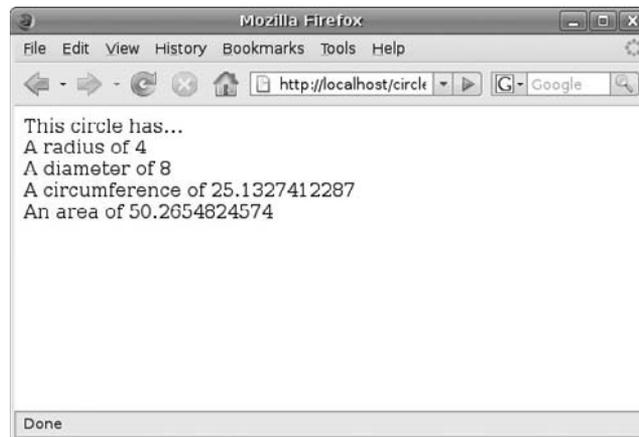 Mozilla Firefox
File Edit View History Bookmarks Tools Help
http://localhost/circle G Google
This circle has...
A radius of 4
A diameter of 8
A circumference of 25.1327412287
An area of 50.2654824574
Done